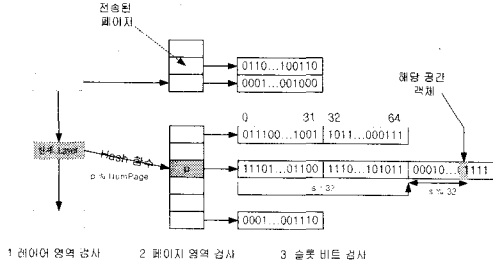 전송된
페이지
0110...100110
0001...001000
해당 공간
객체
0 31 32 64
011100...1001 1011...000111
Layer
Hash 함수
p
11101...01100 1110...101011 00010...01111
p % NumPage
s % 32
0001...001110
1 레이어 영역 검사 2 페이지 영역 검사 3 슬롯 비트 검사